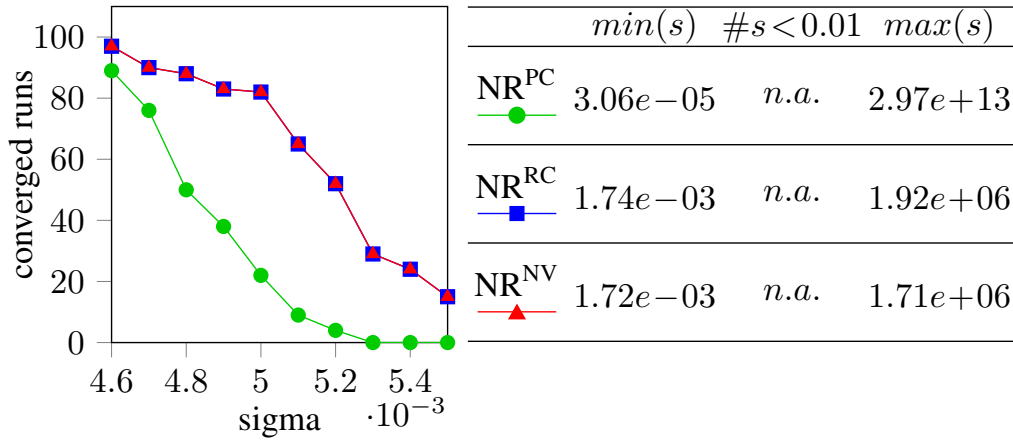 converged runs
100
80
60
40
20
0
4.6 4.8 5 5.2 5.4
·10⁻³
sigma
min(s) #s<0.01 max(s)
NR^PC 3.06e−05 n.a. 2.97e+13
NR^RC 1.74e−03 n.a. 1.92e+06
NR^NV 1.72e−03 n.a. 1.71e+06